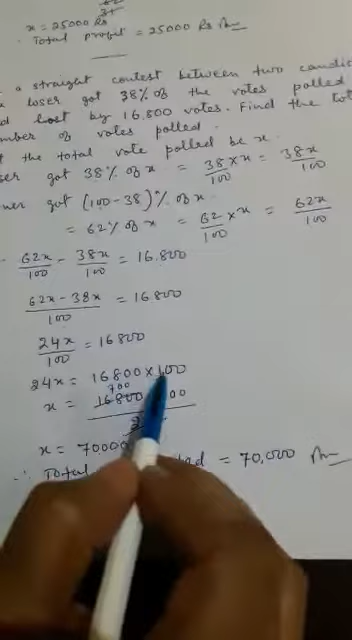 x = 25000 Rs
∴ Total profit = 25000 Rs Ans
a straight contest between two candi
loser got 38% of the votes polled
lost by 16,800 votes. Find the tot
mber of votes polled.
the total vote polled be x.
ser got 38% of x = 38/100 × x = 38x/100
ner got (100-38)% of x.
= 62% of x = 62/100 × x = 62x/100
62x/100 - 38x/100 = 16,800
62x-38x/100 = 16800
24x/100 = 16800
24x = 16800×100
700
x = 16800 00
x = 7000
∴ Total = 70,000 Ans